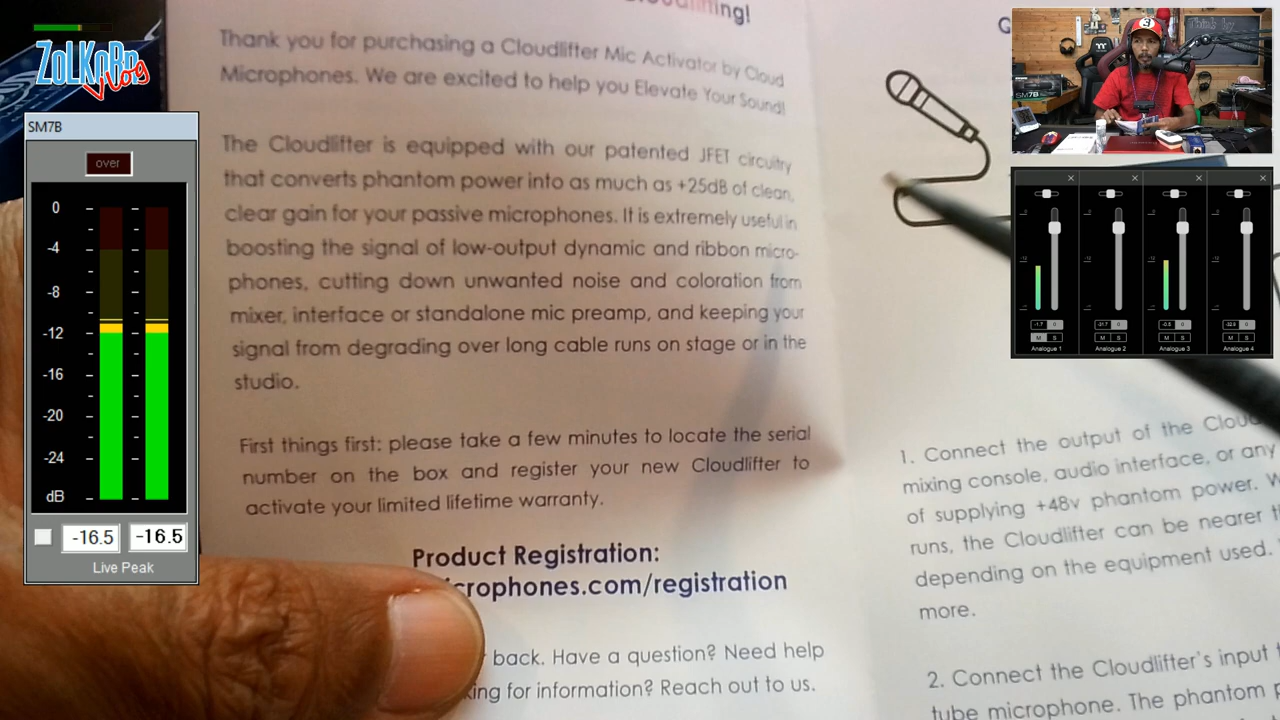 ZoLKnRn
Vlog
SM7B
over
0
-4
-8
-12
-16
-20
-24
dB
-16.5 -16.5
Live Peak
Thank you for purchasing a Cloudlifter Mic Activator by Cloud
Microphones. We are excited to help you Elevate Your Sound!
The Cloudlifter is equipped with our patented JFET circuitry
that converts phantom power into as much as +25dB of clean,
clear gain for your passive microphones. It is extremely useful in
boosting the signal of low-output dynamic and ribbon micro-
phones, cutting down unwanted noise and coloration from
mixer, interface or standalone mic preamp, and keeping your
signal from degrading over long cable runs on stage or in the
studio.
First things first: please take a few minutes to locate the serial
number on the box and register your new Cloudlifter to
activate your limited lifetime warranty.
Product Registration:
crophones.com/registration
back. Have a question? Need help
king for information? Reach out to us.
1. Connect the output of the Clou
mixing console, audio interface, or any
of supplying +48v phantom power. W
runs, the Cloudlifter can be nearer t
depending on the equipment used.
more.
2. Connect the Cloudlifter's input t
tube microphone. The phantom p
3
SM7B
M S M S M S M S
Analogue 1 Analogue 2 Analogue 3 Analogue 4